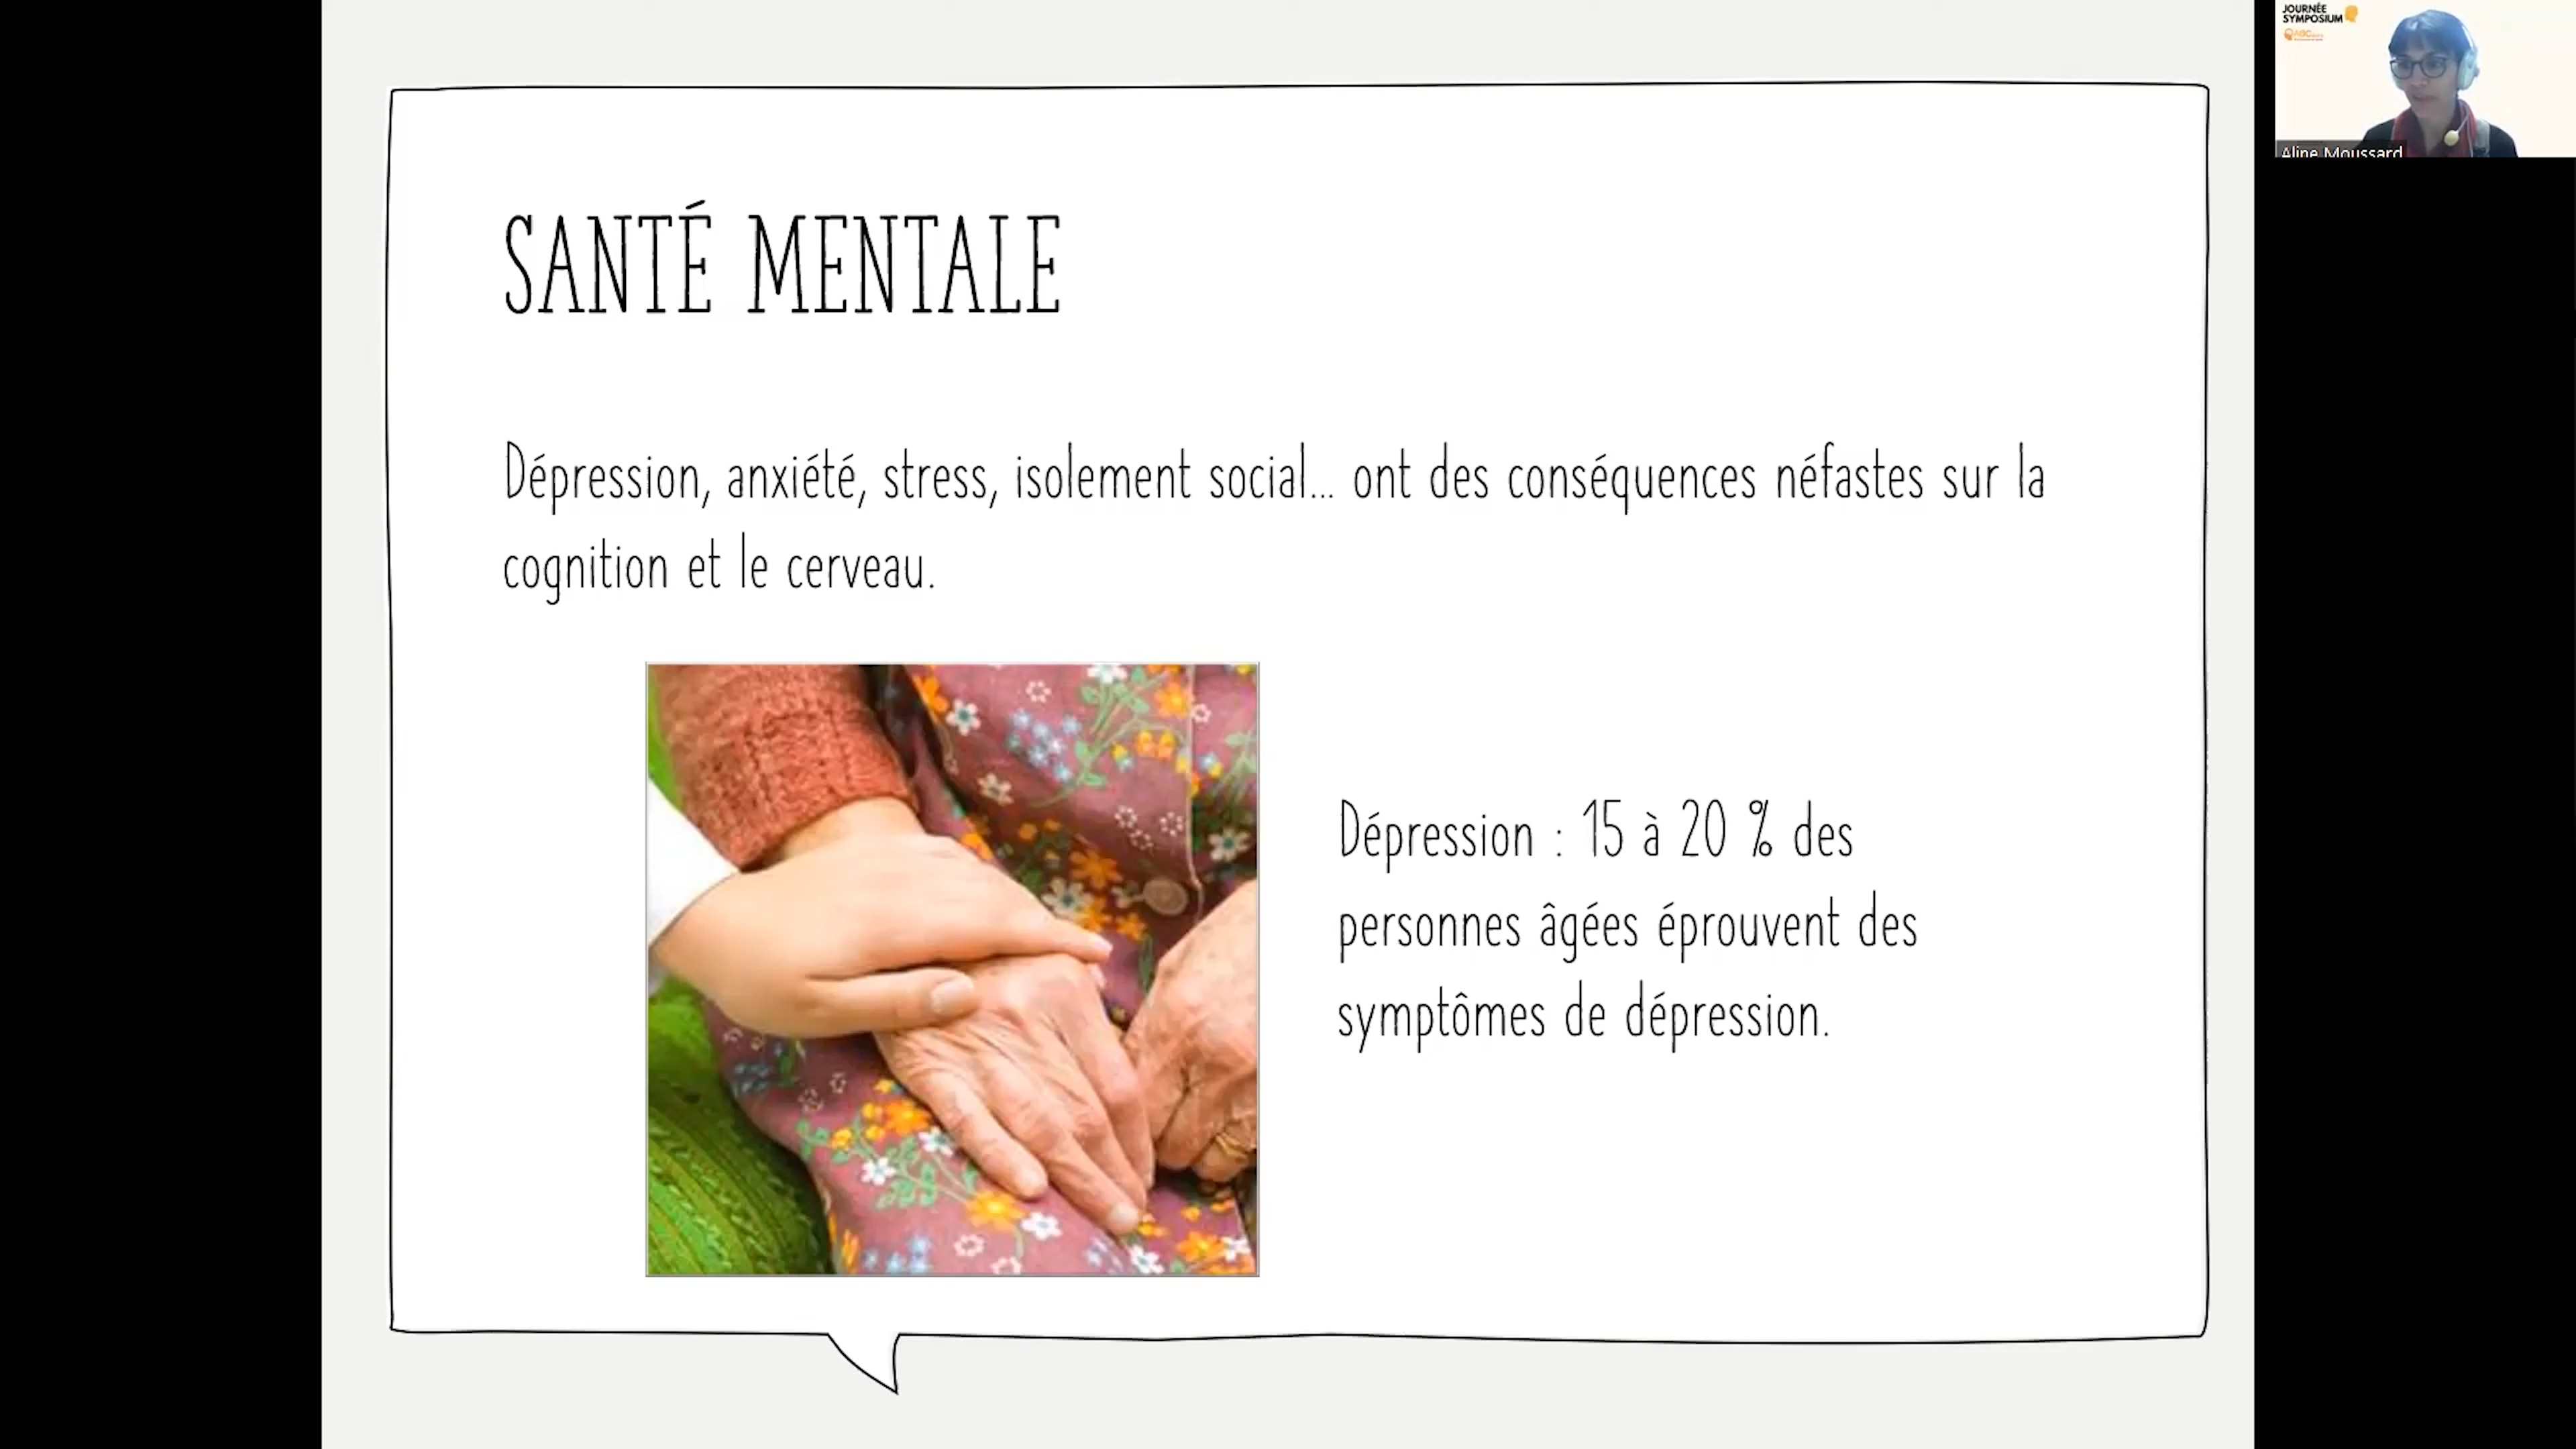 SANTÉ MENTALE
Dépression, anxiété, stress, isolement social... ont des conséquences néfastes sur la
cognition et le cerveau.
Dépression : 15 à 20 % des
personnes âgées éprouvent des
symptômes de dépression.
JOURNÉE
SYMPOSIUM
Aline Moussard